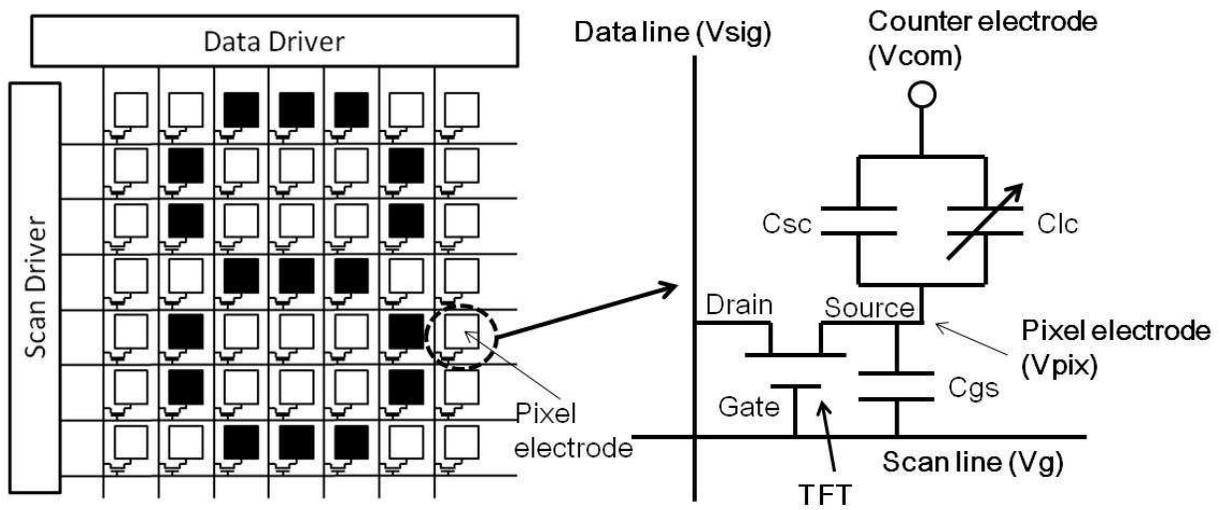 Data Driver
Scan Driver
Pixel
electrode
Data line (Vsig)
Counter electrode
(Vcom)
Csc
Clc
Drain
Source
Pixel electrode
(Vpix)
Gate
Cgs
Scan line (Vg)
TFT